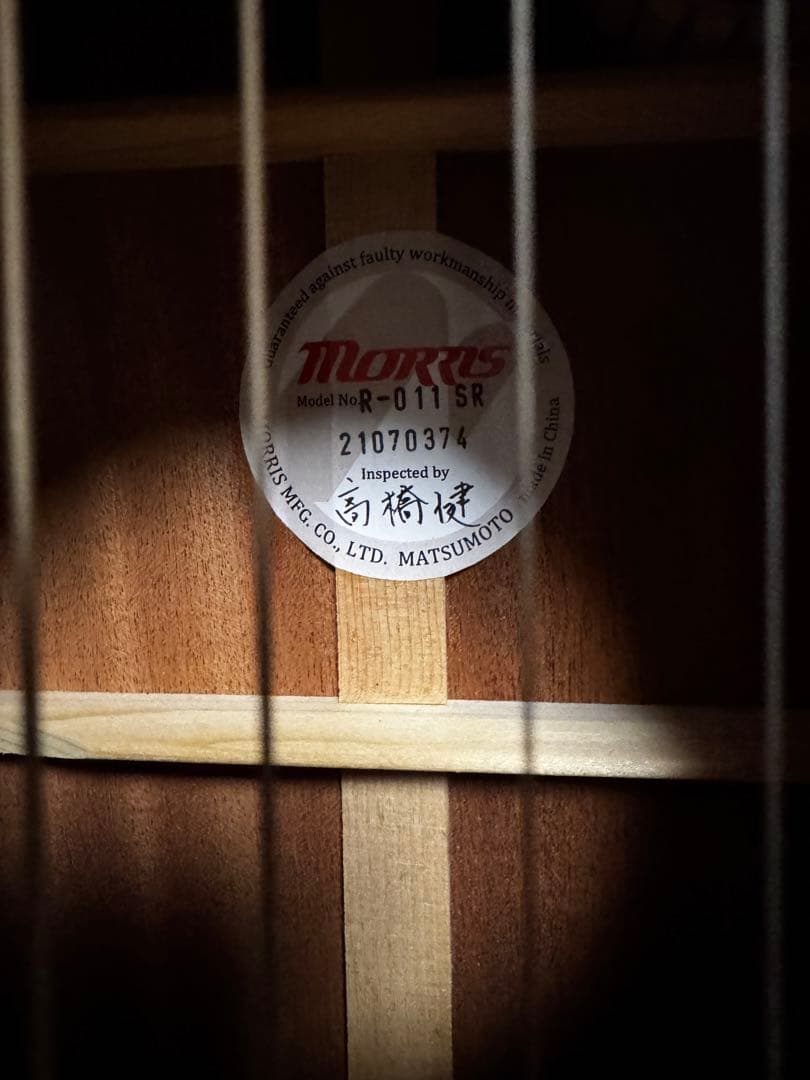 Guaranteed against faulty workmanship materials
MORRIS
Model No. R-011 SR
21070374
Inspected by
高橋健
MORRIS MFG. CO., LTD. MATSUMOTO
Made in China